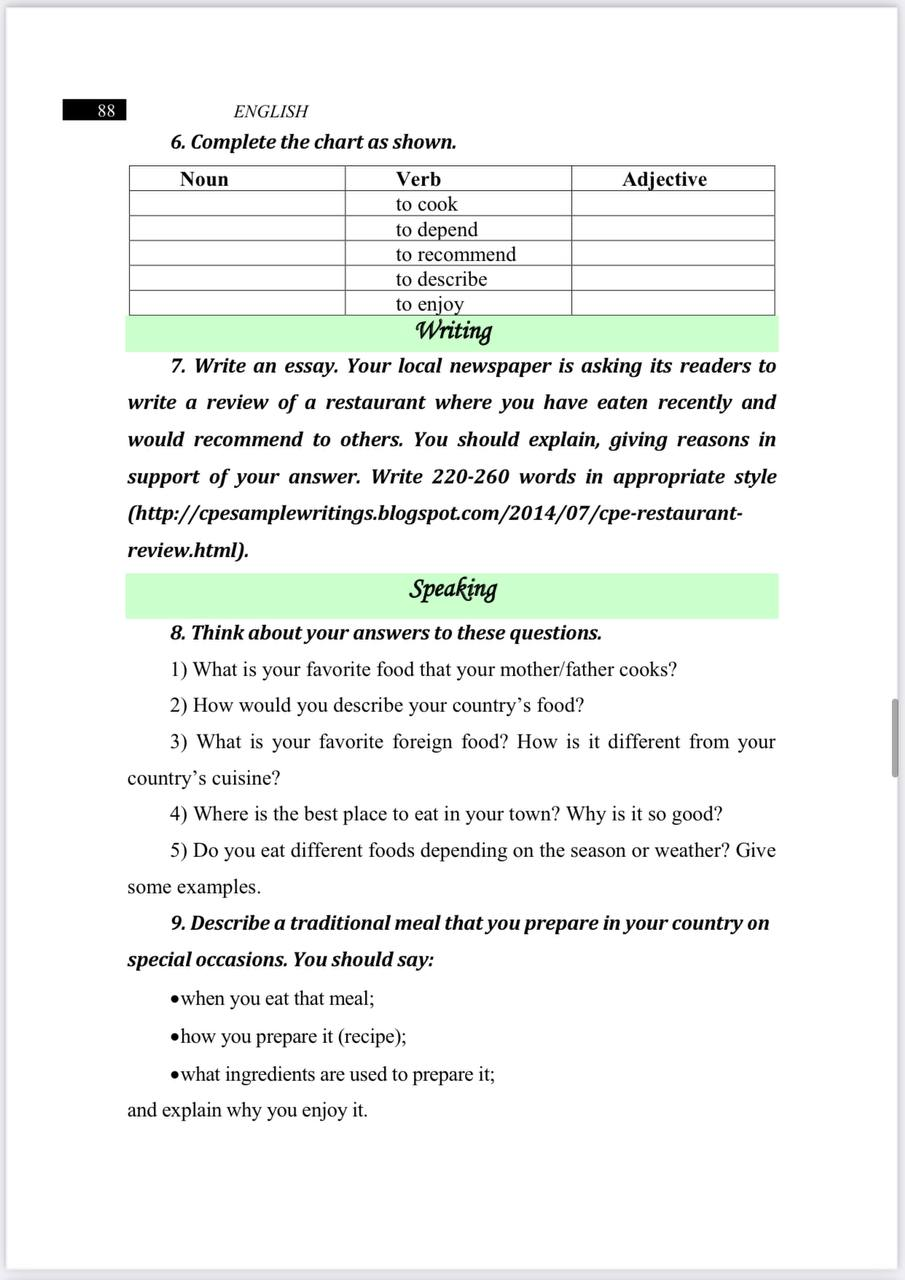 88 ENGLISH
6. Complete the chart as shown.
Noun Verb Adjective
to cook
to depend
to recommend
to describe
to enjoy
Writing
7. Write an essay. Your local newspaper is asking its readers to
write a review of a restaurant where you have eaten recently and
would recommend to others. You should explain, giving reasons in
support of your answer. Write 220-260 words in appropriate style
(http://cpesamplewritings.blogspot.com/2014/07/cpe-restaurant-
review.html).
Speaking
8. Think about your answers to these questions.
1) What is your favorite food that your mother/father cooks?
2) How would you describe your country’s food?
3) What is your favorite foreign food? How is it different from your
country’s cuisine?
4) Where is the best place to eat in your town? Why is it so good?
5) Do you eat different foods depending on the season or weather? Give
some examples.
9. Describe a traditional meal that you prepare in your country on
special occasions. You should say:
•when you eat that meal;
•how you prepare it (recipe);
•what ingredients are used to prepare it;
and explain why you enjoy it.